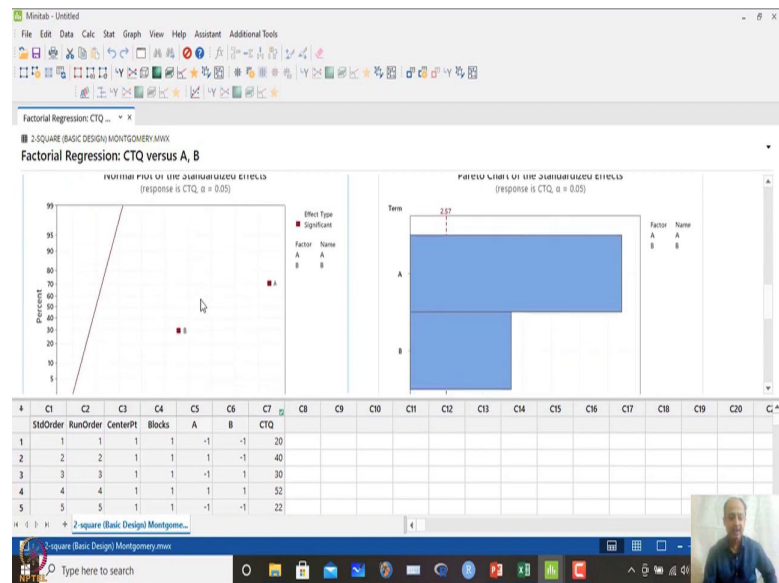 Minitab - Untitled
File Edit Data Calc Stat Graph View Help Assistant Additional Tools
Factorial Regression: CTQ ...
2-SQUARE (BASIC DESIGN) MONTGOMERY.MWX
Factorial Regression: CTQ versus A, B
Normal Plot of the Standardized Effects
(response is CTQ, α = 0.05)
99
95
90
80
70
60
50
40
30
20
10
5
Percent
A
B
Effect Type
Significant
Factor Name
A A
B B
Pareto Chart of the Standardized Effects
(response is CTQ, α = 0.05)
Term
2.57
A
B
Factor Name
A A
B B
C1 C2 C3 C4 C5 C6 C7 C8 C9 C10 C11 C12 C13 C14 C15 C16 C17 C18 C19 C20
StdOrder RunOrder CenterPt Blocks A B CTQ
1 1 1 1 1 -1 -1 20
2 2 2 1 1 1 -1 40
3 3 3 1 1 -1 1 30
4 4 4 1 1 1 1 52
5 5 5 1 1 -1 -1 22
2-square (Basic Design) Montgome...
2-square (Basic Design) Montgomery.mwx
Type here to search
NPTEL